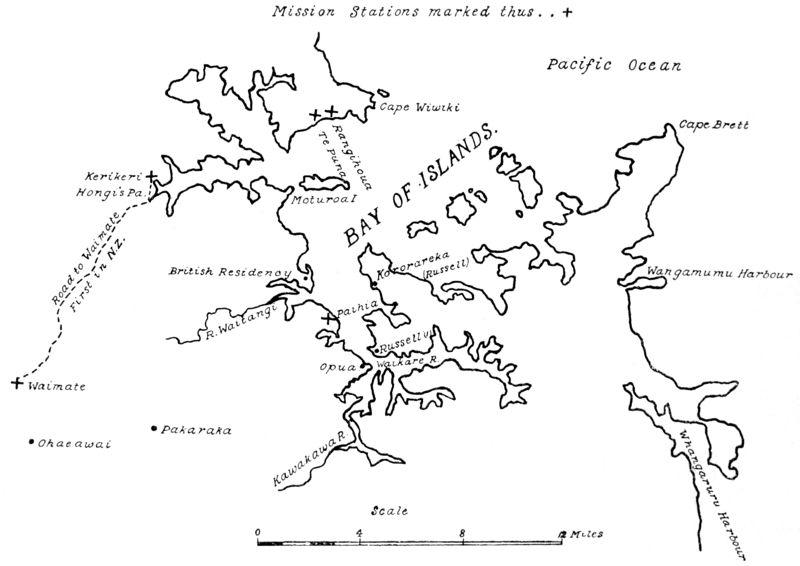 Mission Stations marked thus.. +
Pacific Ocean
Cape Wiwiki
Cape Brett
Rangihoua
Te Puna
BAY OF ISLANDS.
Kerikeri
Hongi's Pa.
Moturoa I
Road to Waimate
First in N.Z.
British Residency
Kororareka
(Russell)
Wangamumu Harbour
R. Waitangi
Paihia
Russell
Waikare R.
Opua
Waimate
Ohaeawai
Pakaraka
Kawakawa R.
Whangaruru Harbour
Scale
0 4 8 12 Miles